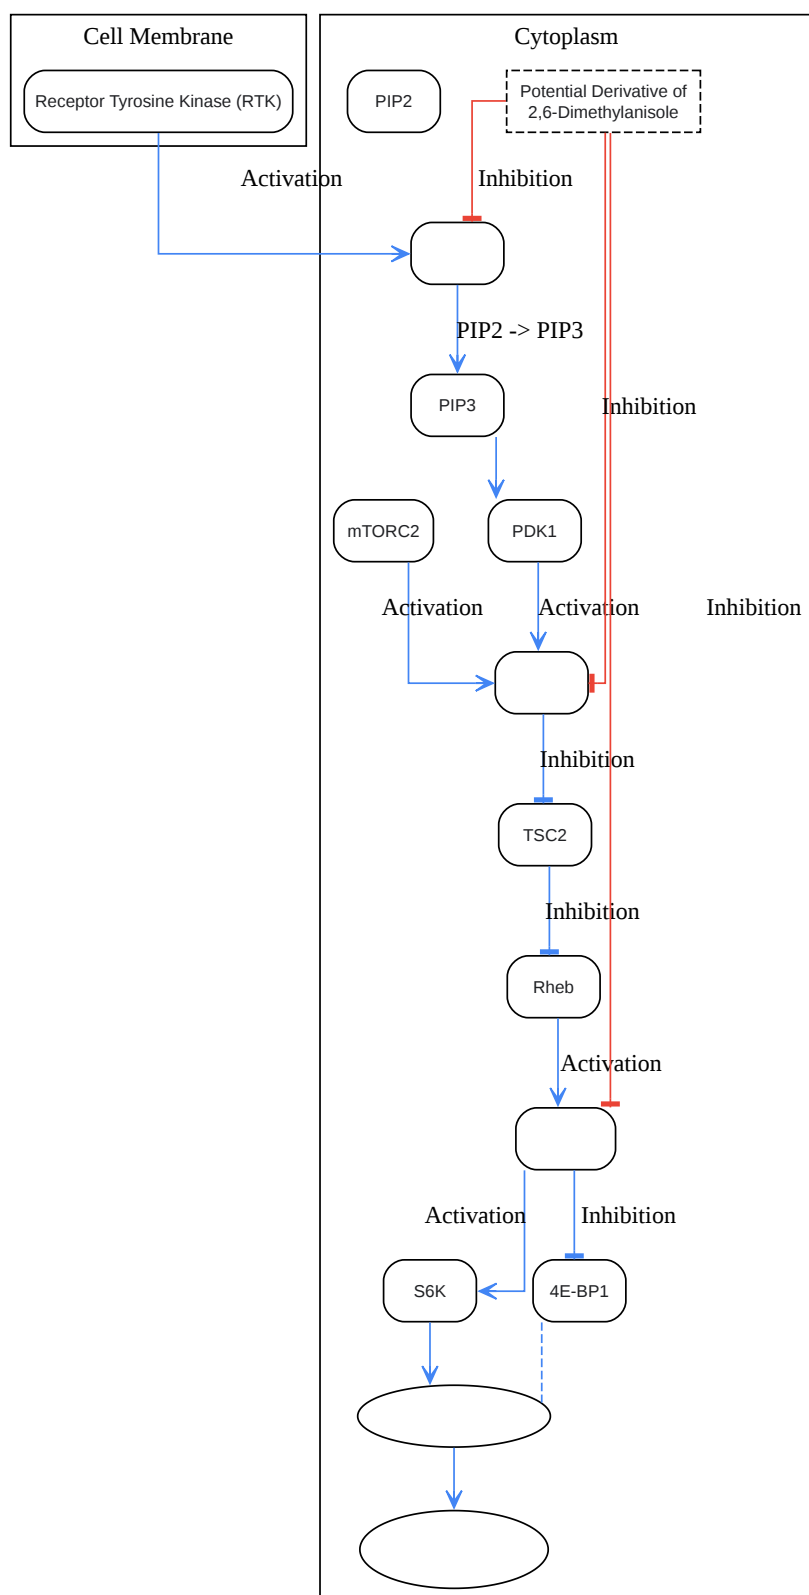 Cell Membrane
Cytoplasm
Receptor Tyrosine Kinase (RTK)
PIP2
Potential Derivative of
2,6-Dimethylanisole
Activation
Inhibition
PIP2 -> PIP3
PIP3
Inhibition
mTORC2
PDK1
Activation
Activation
Inhibition
Inhibition
TSC2
Inhibition
Rheb
Activation
Activation
Inhibition
S6K
4E-BP1